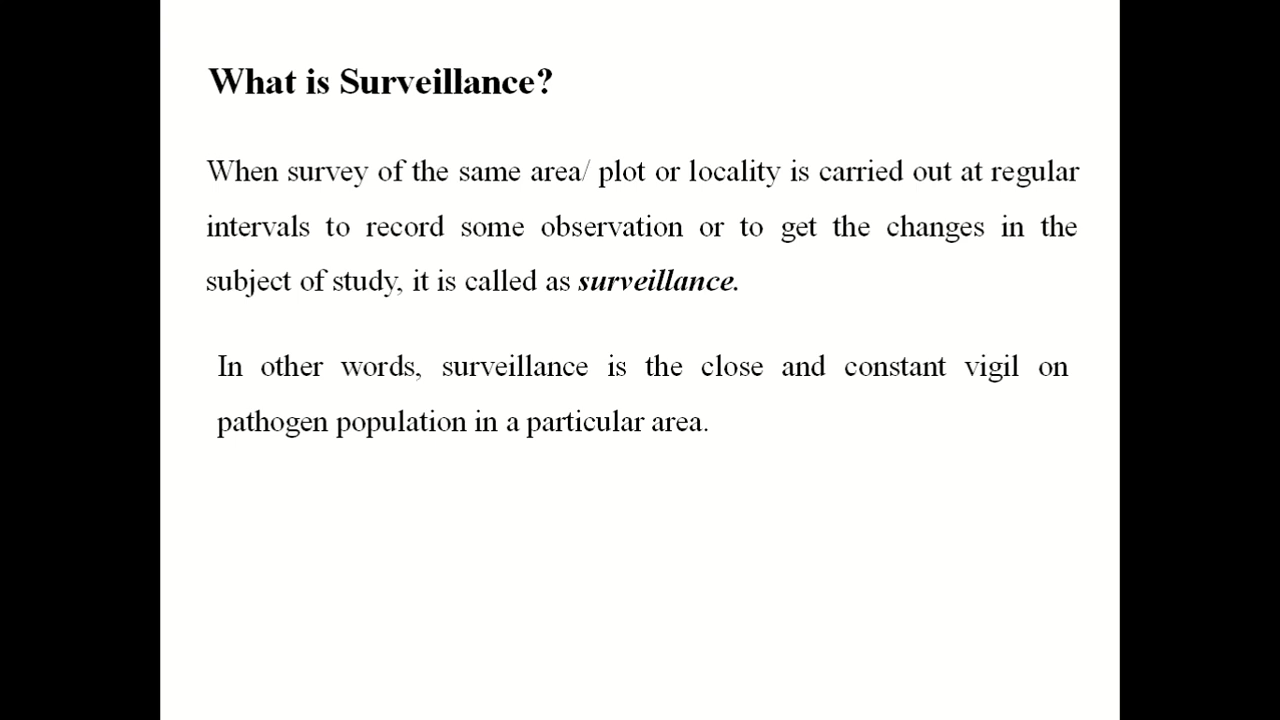 What is Surveillance?
When survey of the same area/ plot or locality is carried out at regular
intervals to record some observation or to get the changes in the
subject of study, it is called as surveillance.
In other words, surveillance is the close and constant vigil on
pathogen population in a particular area.